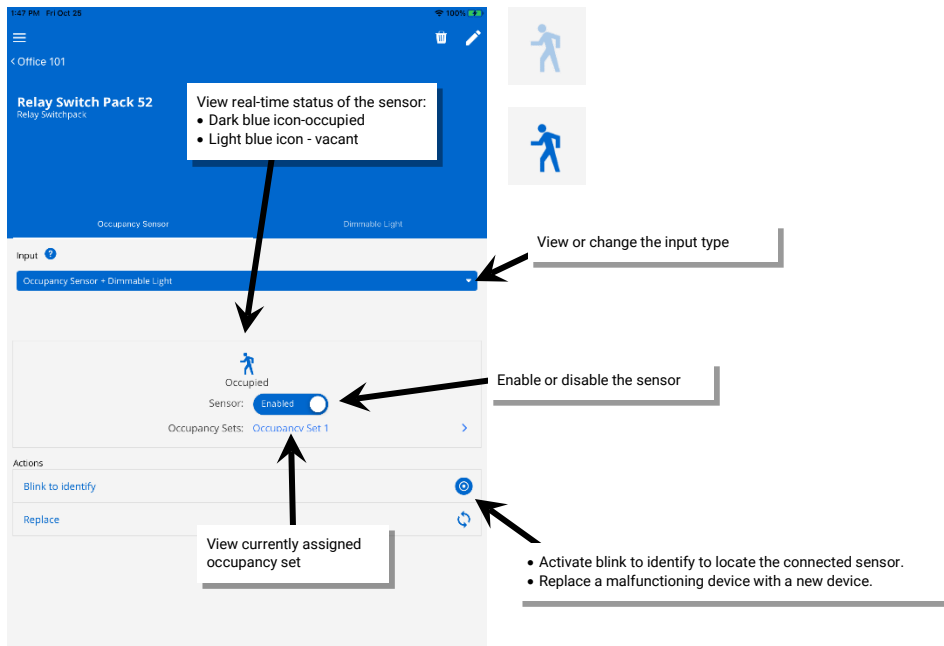 1:47 PM Fri Oct 25
100%
< Office 101
Relay Switch Pack 52
Relay Switchpack
View real-time status of the sensor:
• Dark blue icon-occupied
• Light blue icon - vacant
Occupancy Sensor
Dimmable Light
View or change the input type
Input ?
Occupancy Sensor + Dimmable Light
Occupied
Enable or disable the sensor
Sensor: Enabled
Occupancy Sets: Occupancy Set 1
Actions
Blink to identify
Replace
View currently assigned
occupancy set
• Activate blink to identify to locate the connected sensor.
• Replace a malfunctioning device with a new device.